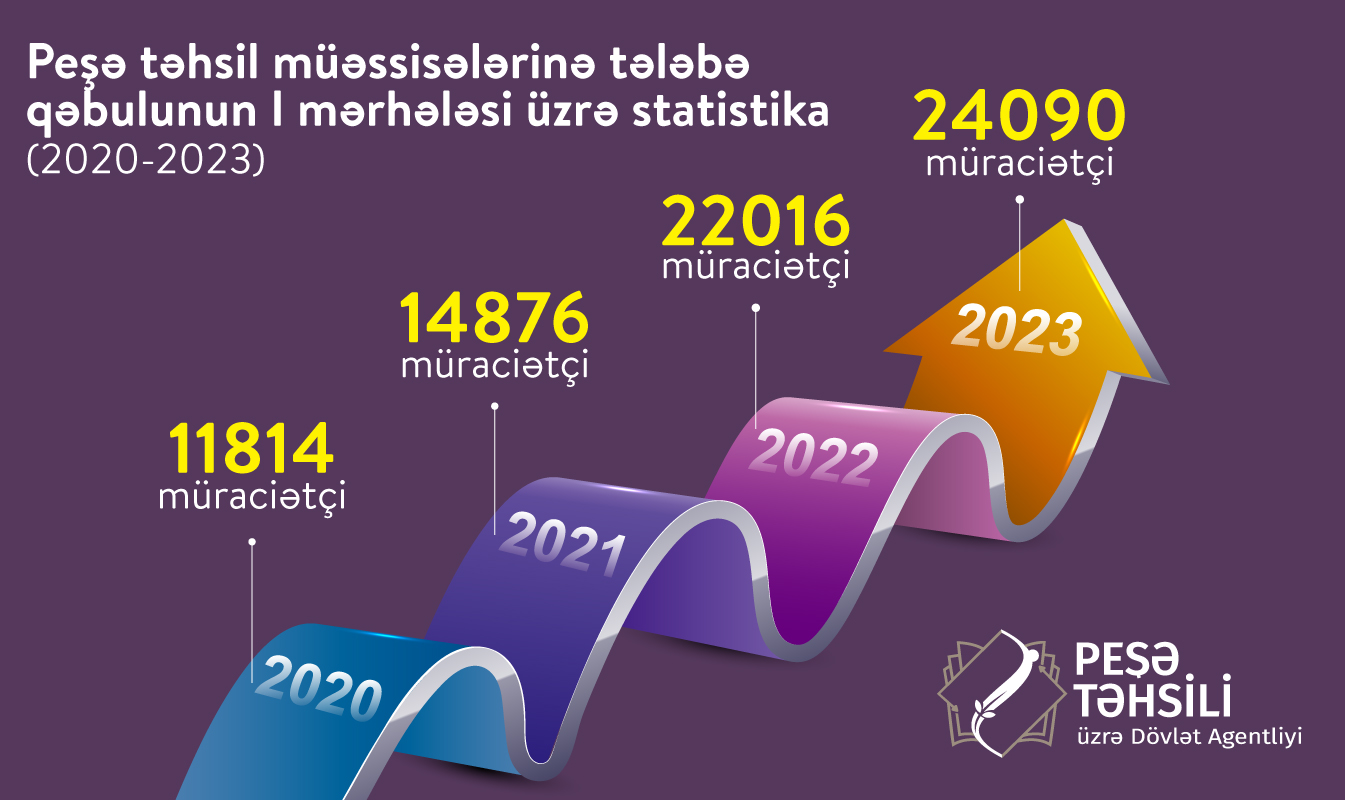 Peşə təhsil müəssisələrinə tələbə
qəbulunun I mərhələsi üzrə statistika
(2020-2023)
24090
müraciətçi
22016
müraciətçi
14876
müraciətçi
11814
müraciətçi
2023
2022
2021
2020
PEŞƏ
TƏHSİLİ
üzrə Dövlət Agentliyi